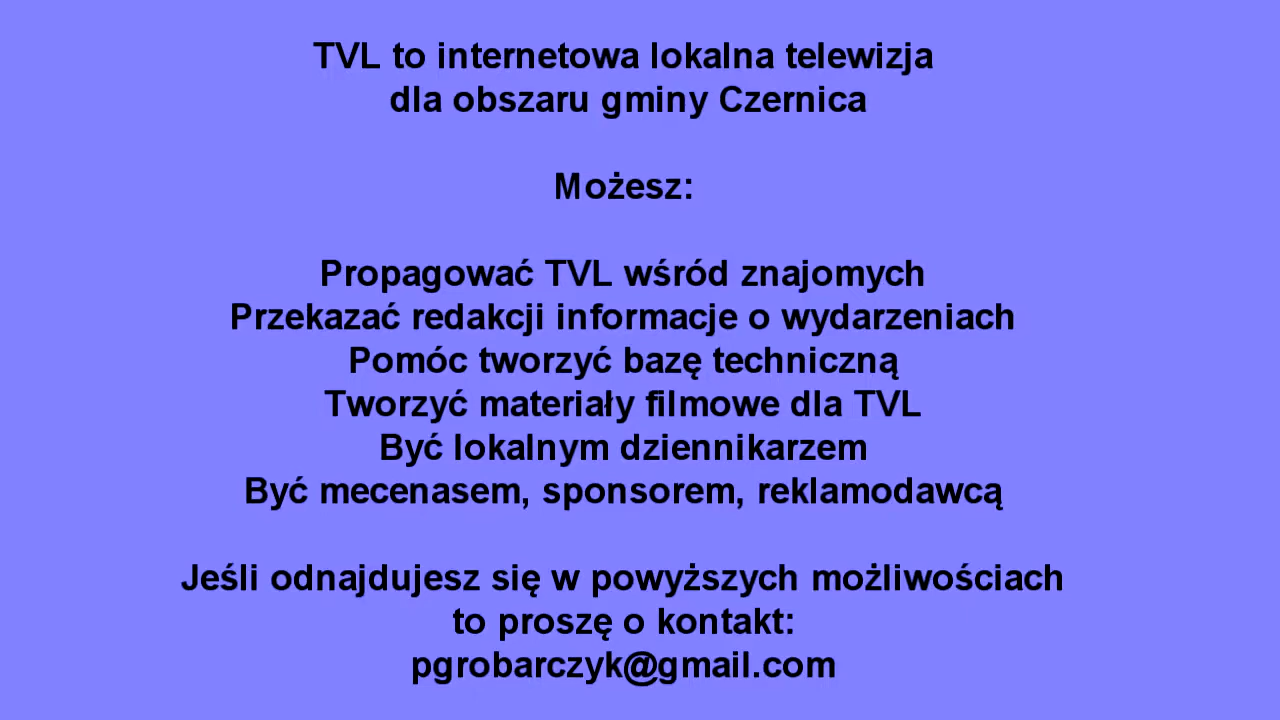 TVL to internetowa lokalna telewizja
dla obszaru gminy Czernica
Możesz:
Propagować TVL wśród znajomych
Przekazać redakcji informacje o wydarzeniach
Pomóc tworzyć bazę techniczną
Tworzyć materiały filmowe dla TVL
Być lokalnym dziennikarzem
Być mecenasem, sponsorem, reklamodawcą
Jeśli odnajdujesz się w powyższych możliwościach
to proszę o kontakt:
pgrobarczyk@gmail.com